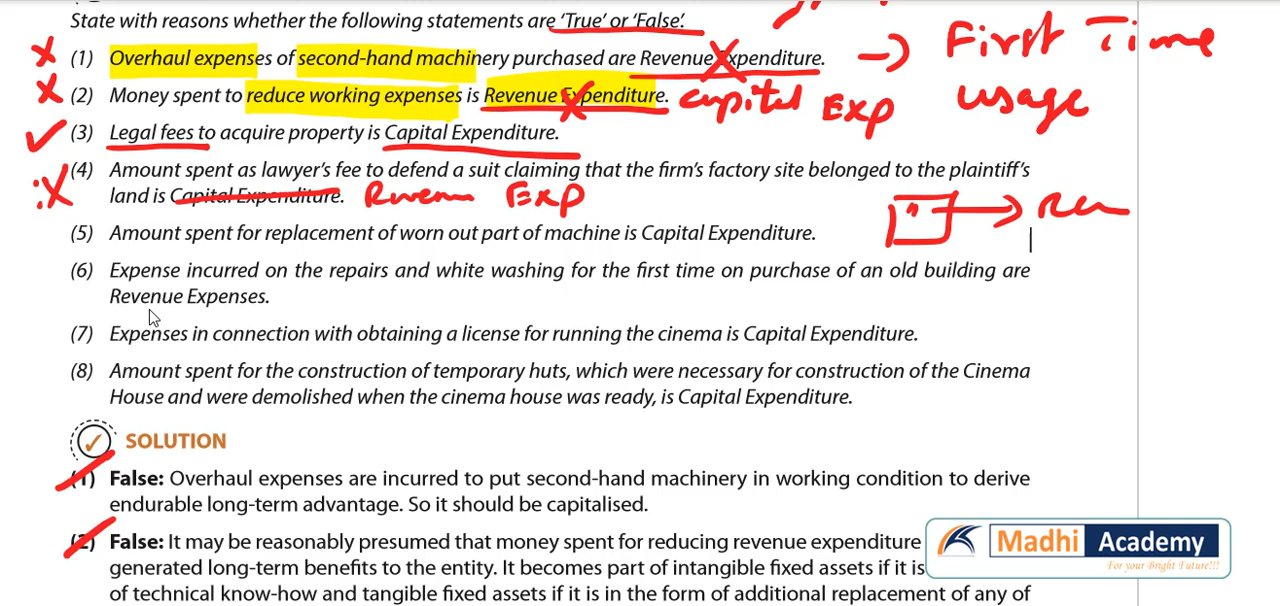 State with reasons whether the following statements are ‘True’ or ‘False’.
(1) Overhaul expenses of second-hand machinery purchased are Revenue Expenditure. → First Time
(2) Money spent to reduce working expenses is Revenue Expenditure. Capital Exp usage
(3) Legal fees to acquire property is Capital Expenditure.
(4) Amount spent as lawyer’s fee to defend a suit claiming that the firm’s factory site belonged to the plaintiff’s
land is Capital Expenditure. Revenu Exp
(5) Amount spent for replacement of worn out part of machine is Capital Expenditure. → Rev
(6) Expense incurred on the repairs and white washing for the first time on purchase of an old building are
Revenue Expenses.
(7) Expenses in connection with obtaining a license for running the cinema is Capital Expenditure.
(8) Amount spent for the construction of temporary huts, which were necessary for construction of the Cinema
House and were demolished when the cinema house was ready, is Capital Expenditure.
SOLUTION
(1) False: Overhaul expenses are incurred to put second-hand machinery in working condition to derive
endurable long-term advantage. So it should be capitalised.
(2) False: It may be reasonably presumed that money spent for reducing revenue expenditure
generated long-term benefits to the entity. It becomes part of intangible fixed assets if it is
of technical know-how and tangible fixed assets if it is in the form of additional replacement of any of
Madhi Academy
For your Bright Future!!!